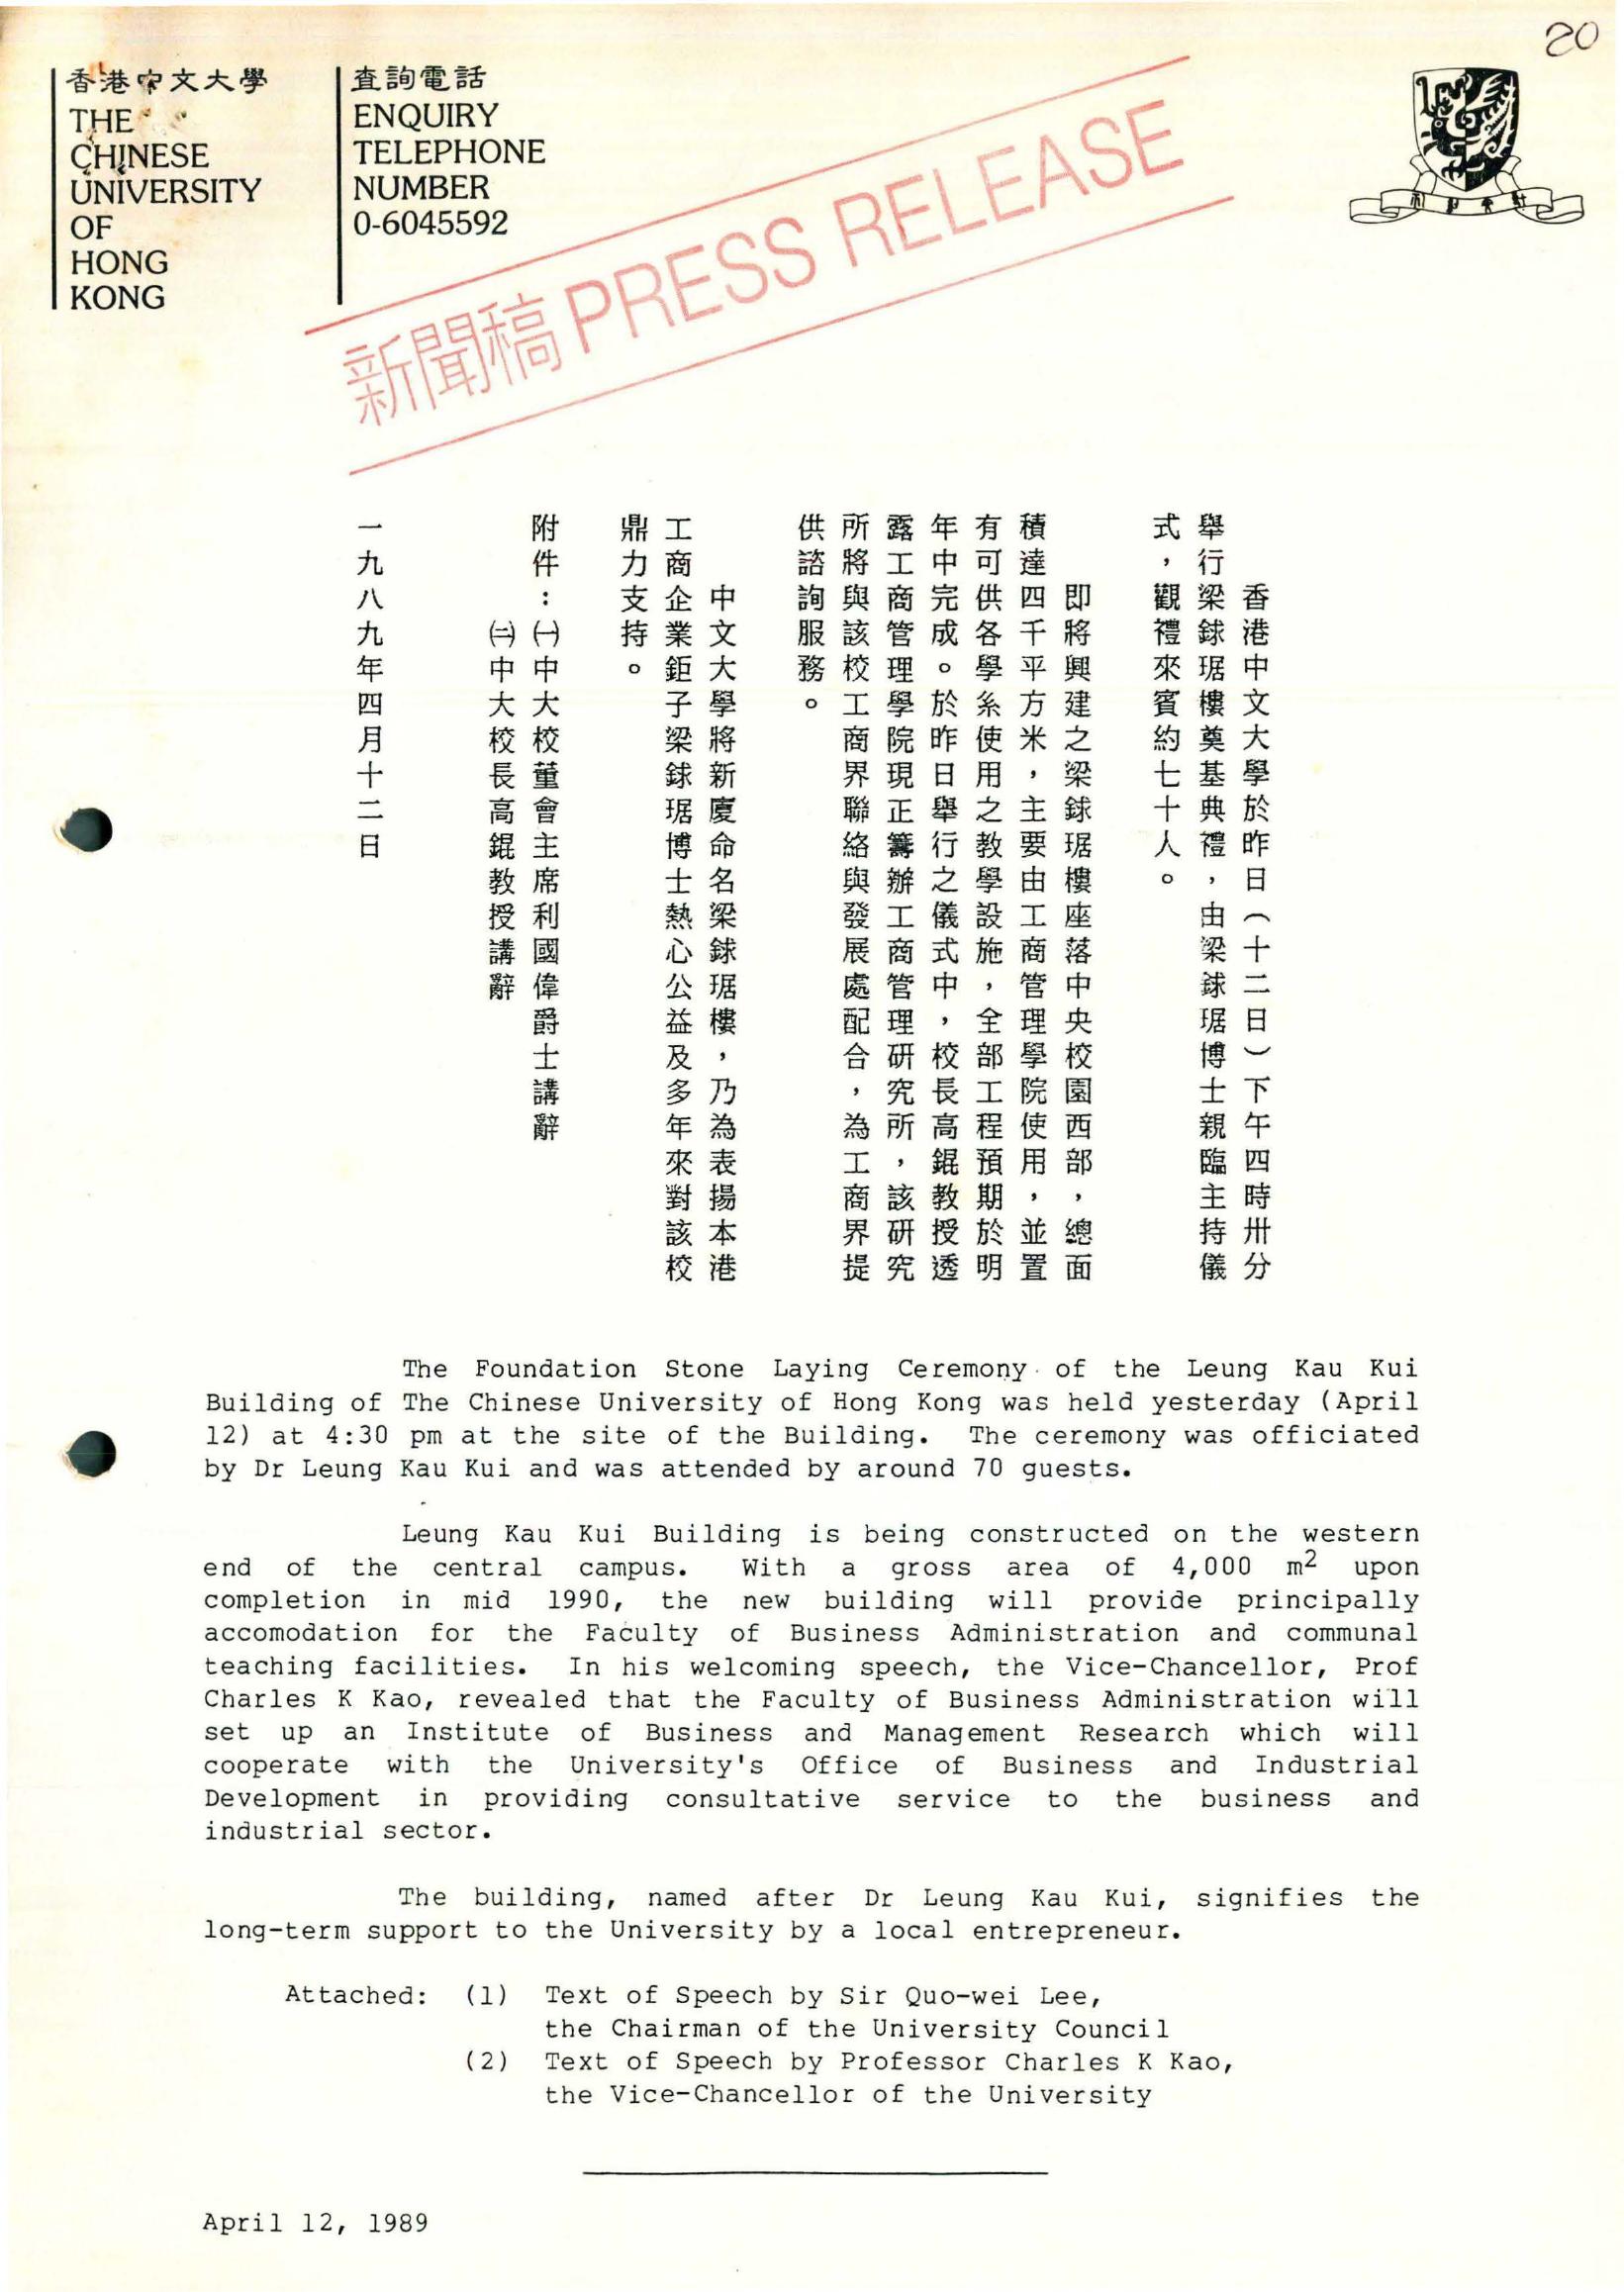 20
香港中文大學
THE
CHINESE
UNIVERSITY
OF
HONG
KONG
查詢電話
ENQUIRY
TELEPHONE
NUMBER
0-6045592
新聞稿 PRESS RELEASE
香港中文大學於昨日（十二日）下午四時卅分
舉行梁銶琚樓奠基典禮，由梁銶琚博士親臨主持儀
式，觀禮來賓約七十人。
即將興建之梁銶琚樓座落中央校園西部，總面
積達四千平方米，主要由工商管理學院使用，並置
有可供各學系使用之教學設施，全部工程預期於明
年中完成。於昨日舉行之儀式中，校長高錕教授透
露工商管理學院現正籌辦工商管理研究所，該研究
所將與該校工商界聯絡與發展處配合，為工商界提
供諮詢服務。
中文大學將新廈命名梁銶琚樓，乃為表揚本港
工商企業鉅子梁銶琚博士熱心公益及多年來對該校
鼎力支持。
附件：㈠中大校董會主席利國偉爵士講辭
㈡中大校長高錕教授講辭
一九八九年四月十二日
The Foundation Stone Laying Ceremony of the Leung Kau Kui
Building of The Chinese University of Hong Kong was held yesterday (April
12) at 4:30 pm at the site of the Building. The ceremony was officiated
by Dr Leung Kau Kui and was attended by around 70 guests.
Leung Kau Kui Building is being constructed on the western
end of the central campus. With a gross area of 4,000 m² upon
completion in mid 1990, the new building will provide principally
accomodation for the Faculty of Business Administration and communal
teaching facilities. In his welcoming speech, the Vice-Chancellor, Prof
Charles K Kao, revealed that the Faculty of Business Administration will
set up an Institute of Business and Management Research which will
cooperate with the University's Office of Business and Industrial
Development in providing consultative service to the business and
industrial sector.
The building, named after Dr Leung Kau Kui, signifies the
long-term support to the University by a local entrepreneur.
Attached: (1) Text of Speech by Sir Quo-wei Lee,
the Chairman of the University Council
(2) Text of Speech by Professor Charles K Kao,
the Vice-Chancellor of the University
April 12, 1989